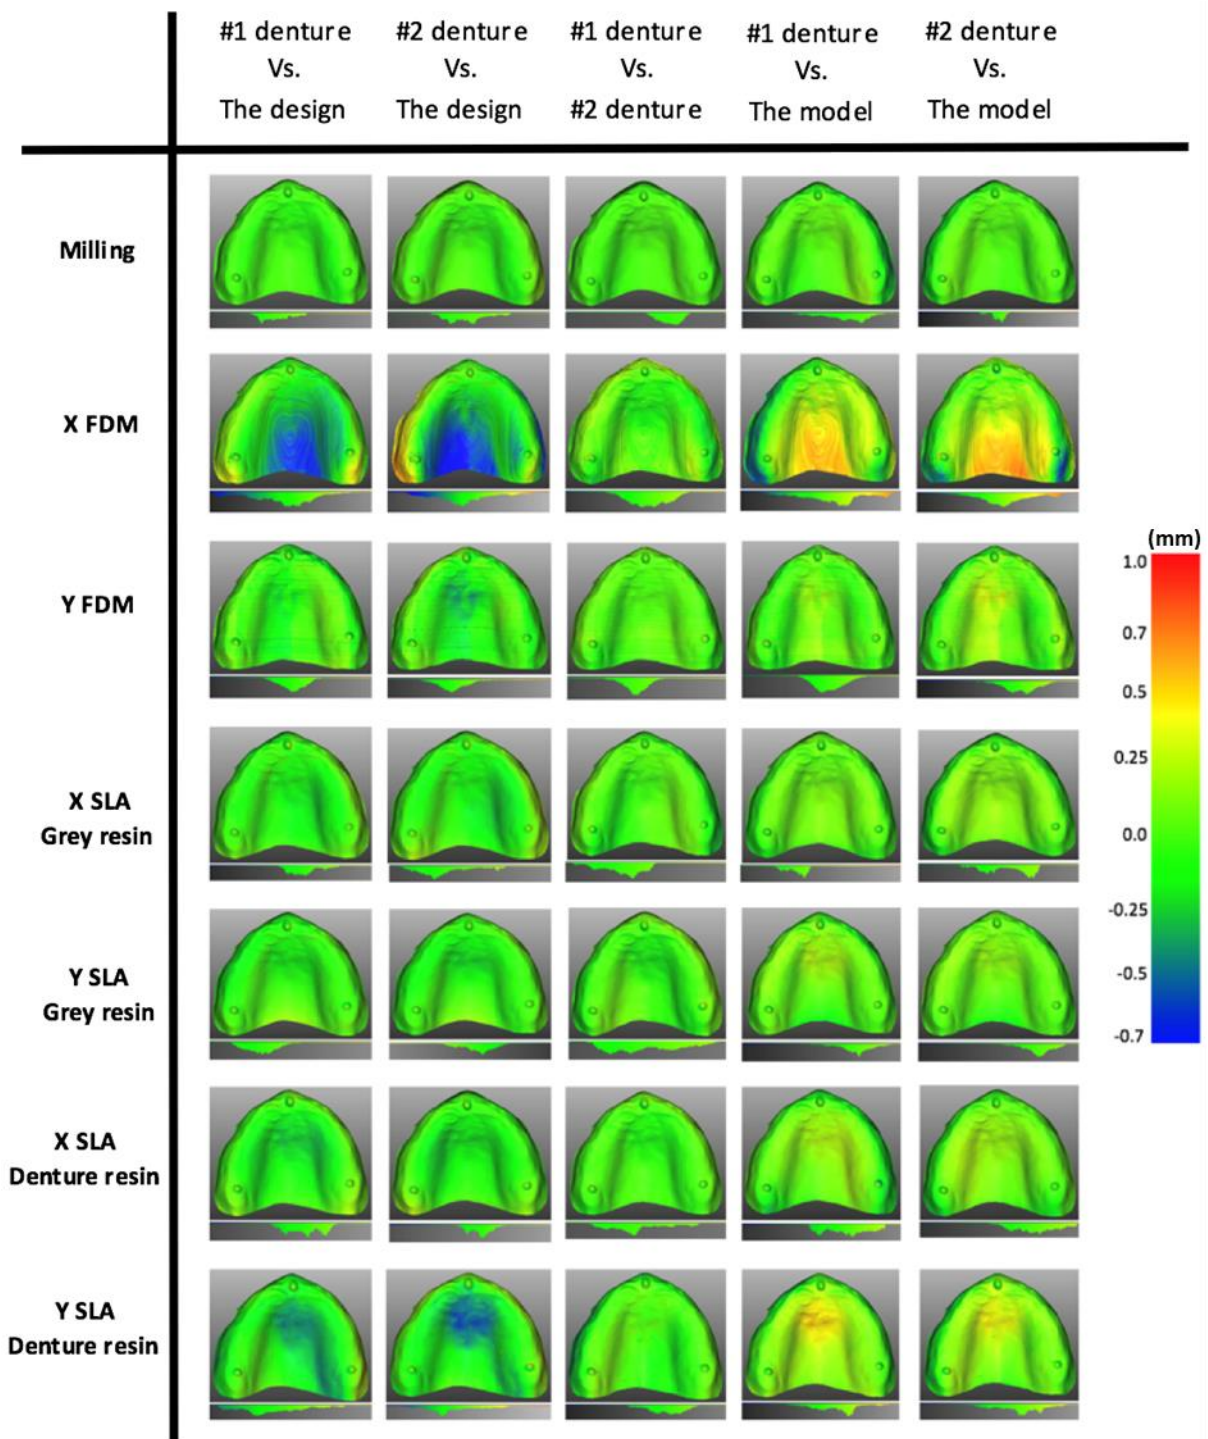 #1 denture #2 denture #1 denture #1 denture #2 denture
Vs. Vs. Vs. Vs. Vs.
The design The design #2 denture The model The model
Milling
X FDM
(mm)
1.0
Y FDM
0.7
0.5
0.25
X SLA
Grey resin
0.0
-0.25
Y SLA
Grey resin
-0.5
-0.7
X SLA
Denture resin
Y SLA
Denture resin